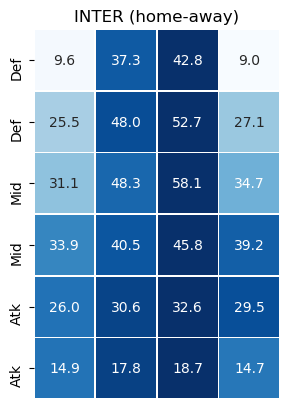 INTER (home-away)
Def 9.6 37.3 42.8 9.0
Def 25.5 48.0 52.7 27.1
Mid 31.1 48.3 58.1 34.7
Mid 33.9 40.5 45.8 39.2
Atk 26.0 30.6 32.6 29.5
Atk 14.9 17.8 18.7 14.7